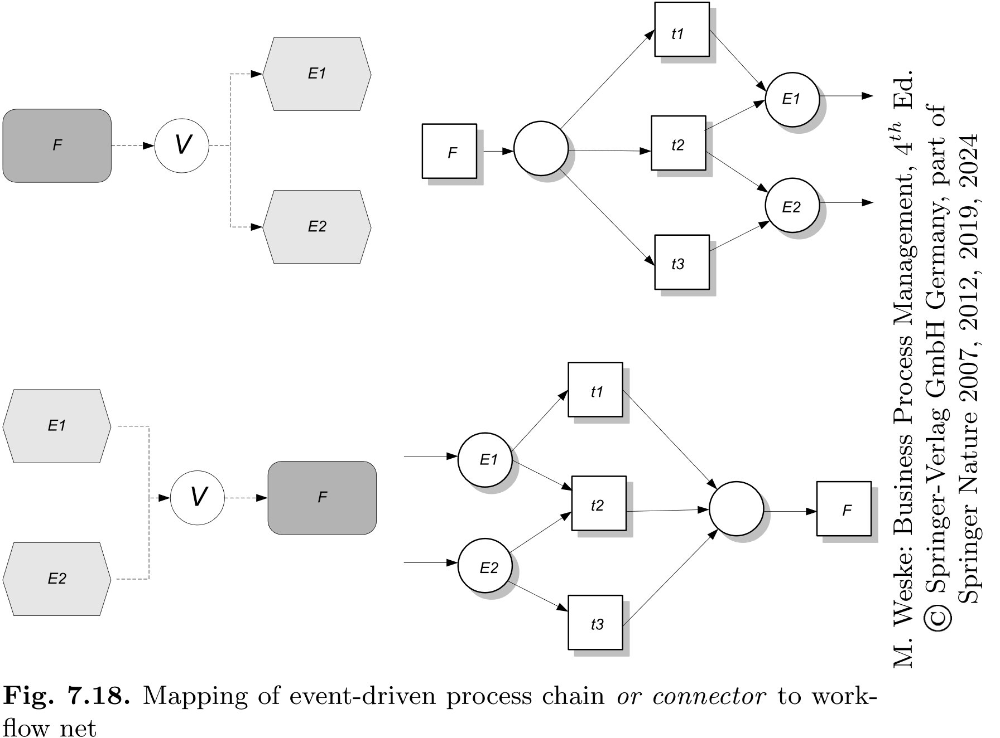 F
V
E1
E2
F
t1
t2
t3
E1
E2
E1
E2
V
F
E1
E2
t1
t2
t3
F
M. Weske: Business Process Management, 4th Ed.
© Springer-Verlag GmbH Germany, part of
Springer Nature 2007, 2012, 2019, 2024
Fig. 7.18. Mapping of event-driven process chain or connector to work-
flow net